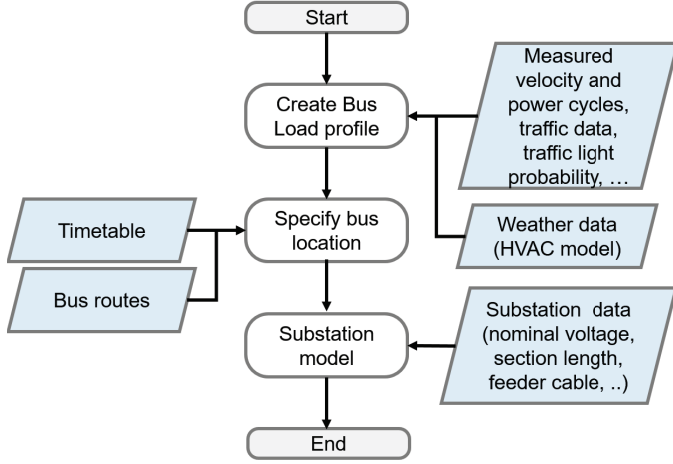 Start
Create Bus
Load profile
Measured
velocity and
power cycles,
traffic data,
traffic light
probability, ...
Timetable
Bus routes
Specify bus
location
Weather data
(HVAC model)
Substation
model
Substation data
(nominal voltage,
section length,
feeder cable, ..)
End